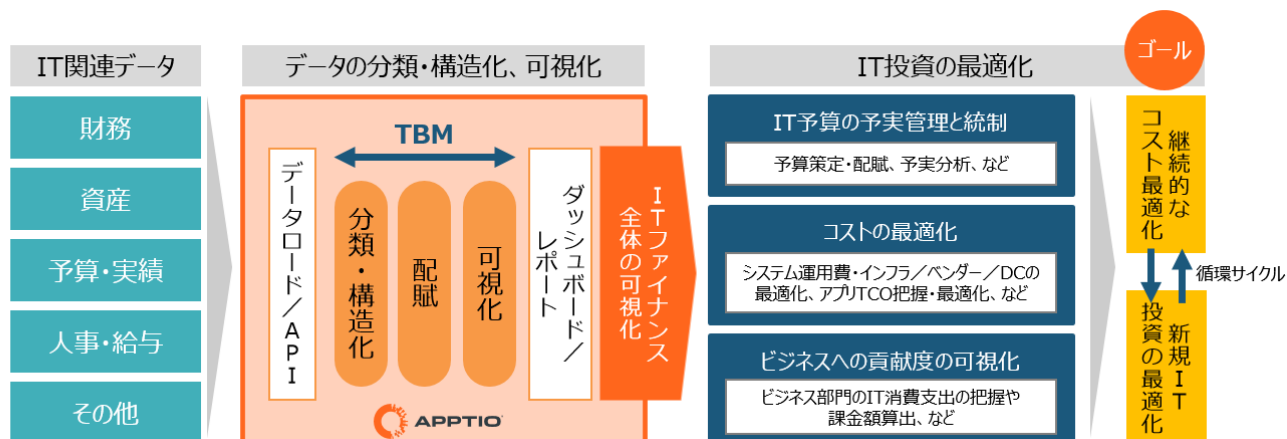 IT関連データ
財務
資産
予算・実績
人事・給与
その他
データの分類・構造化、可視化
TBM
データロード／API
分類・構造化
配賦
可視化
ダッシュボード／
レポート
ITファイナンス
全体の可視化
APPTIO
IT投資の最適化
IT予算の予実管理と統制
予算策定・配賦、予実分析、など
コストの最適化
システム運用費・インフラ／ベンダー／DCの
最適化、アプリTCO把握・最適化、など
ビジネスへの貢献度の可視化
ビジネス部門のIT消費支出の把握や
課金額算出、など
ゴール
継続的な
コスト最適化
循環サイクル
新規IT
投資の最適化